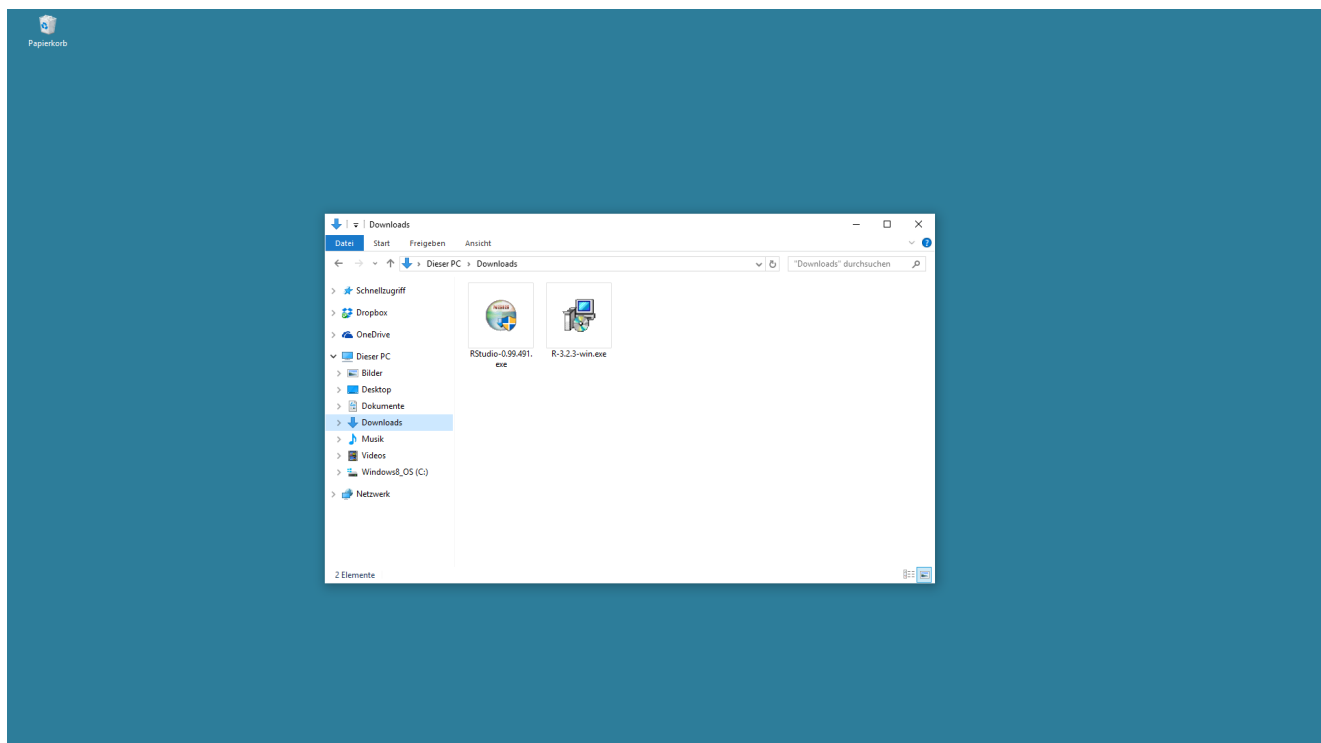 Papierkorb
Downloads
Datei Start Freigeben Ansicht
Dieser PC Downloads
"Downloads" durchsuchen
Schnellzugriff
Dropbox
OneDrive
Dieser PC
Bilder
Desktop
Dokumente
Downloads
Musik
Videos
Windows8_OS (C:)
Netzwerk
RStudio-0.99.491.
exe
R-3.2.3-win.exe
2 Elemente